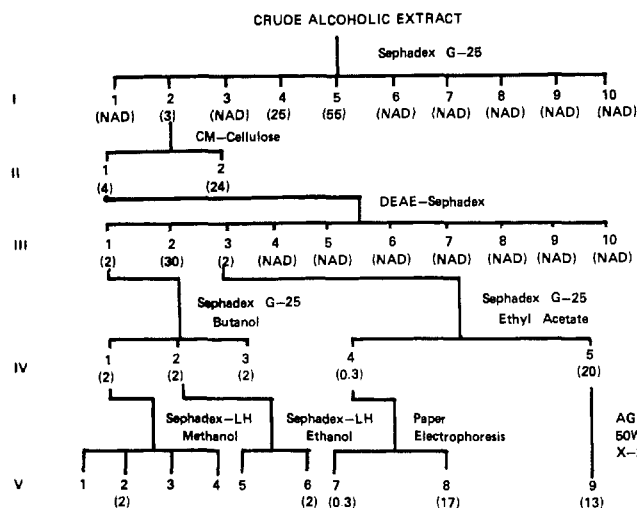 CRUDE ALCOHOLIC EXTRACT
Sephadex G-25
I 1 2 3 4 5 6 7 8 9 10
(NAD) (3) (NAD) (25) (55) (NAD) (NAD) (NAD) (NAD) (NAD)
CM-Cellulose
II 1 2
(4) (24)
DEAE-Sephadex
III 1 2 3 4 5 6 7 8 9 10
(2) (30) (2) (NAD) (NAD) (NAD) (NAD) (NAD) (NAD) (NAD)
Sephadex G-25 Sephadex G-25
Butanol Ethyl Acetate
IV 1 2 3 4 5
(2) (2) (2) (0.3) (20)
Sephadex-LH Sephadex-LH Paper AG
Methanol Ethanol Electrophoresis 50W
X-
V 1 2 3 4 5 6 7 8 9
(2) (2) (0.3) (17) (13)